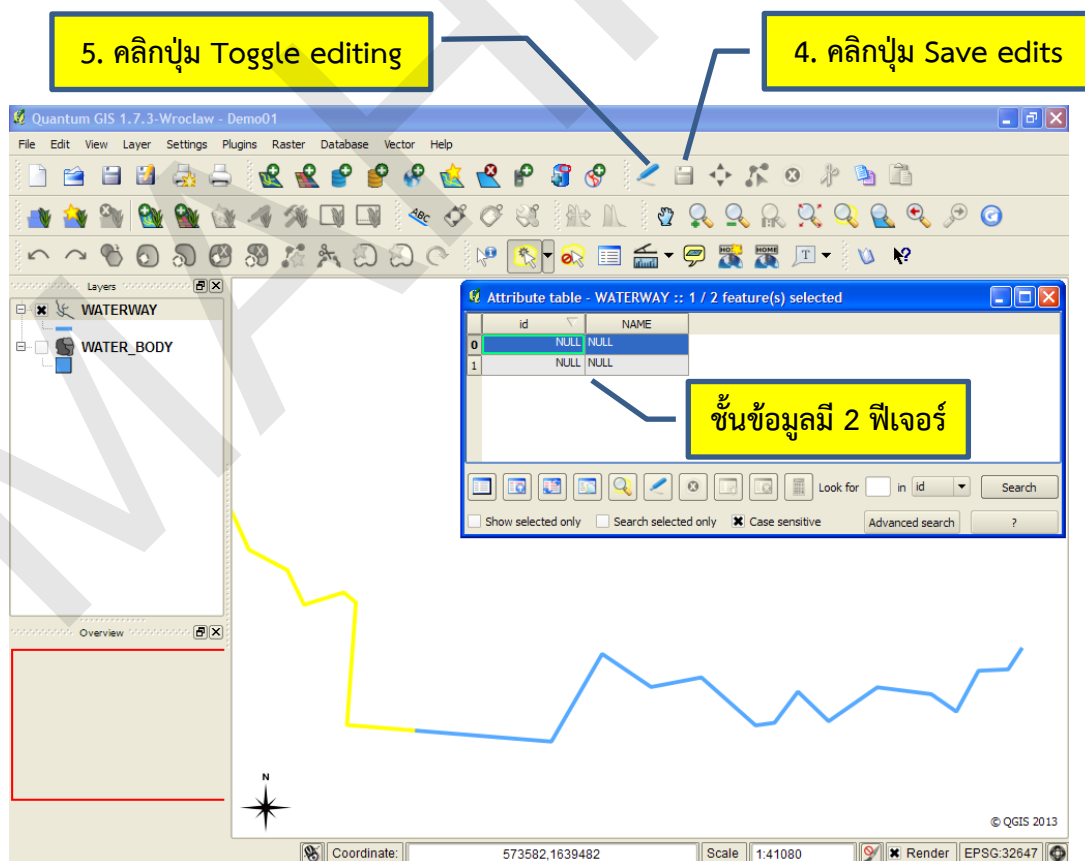 5. คลิกปุ่ม Toggle editing
4. คลิกปุ่ม Save edits
Quantum GIS 1.7.3-Wroclaw - Demo01
File Edit View Layer Settings Plugins Raster Database Vector Help
ABC
HOME
T
Layers
WATERWAY
WATER_BODY
Attribute table - WATERWAY :: 1 / 2 feature(s) selected
id NAME
0 NULL NULL
1 NULL NULL
ชั้นข้อมูลมี 2 ฟีเจอร์
Look for in id Search
Show selected only Search selected only Case sensitive Advanced search ?
Overview
N
© QGIS 2013
Coordinate: 573582,1639482 Scale 1:41080 Render EPSG:32647